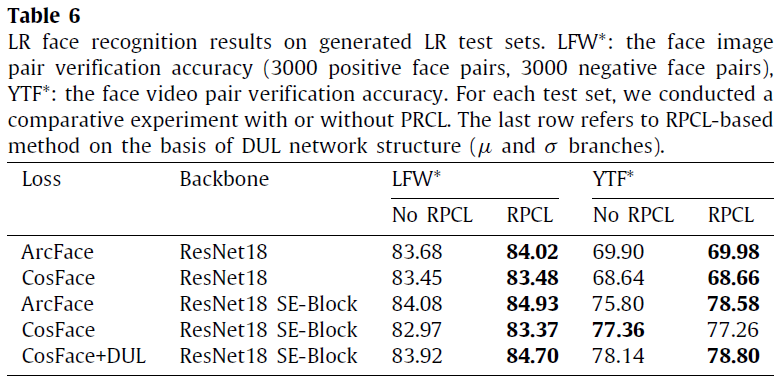 Table 6
LR face recognition results on generated LR test sets. LFW*: the face image
pair verification accuracy (3000 positive face pairs, 3000 negative face pairs),
YTF*: the face video pair verification accuracy. For each test set, we conducted a
comparative experiment with or without PRCL. The last row refers to RPCL-based
method on the basis of DUL network structure (μ and σ branches).
Loss Backbone LFW* YTF*
No RPCL RPCL No RPCL RPCL
ArcFace ResNet18 83.68 84.02 69.90 69.98
CosFace ResNet18 83.45 83.48 68.64 68.66
ArcFace ResNet18 SE-Block 84.08 84.93 75.80 78.58
CosFace ResNet18 SE-Block 82.97 83.37 77.36 77.26
CosFace+DUL ResNet18 SE-Block 83.92 84.70 78.14 78.80